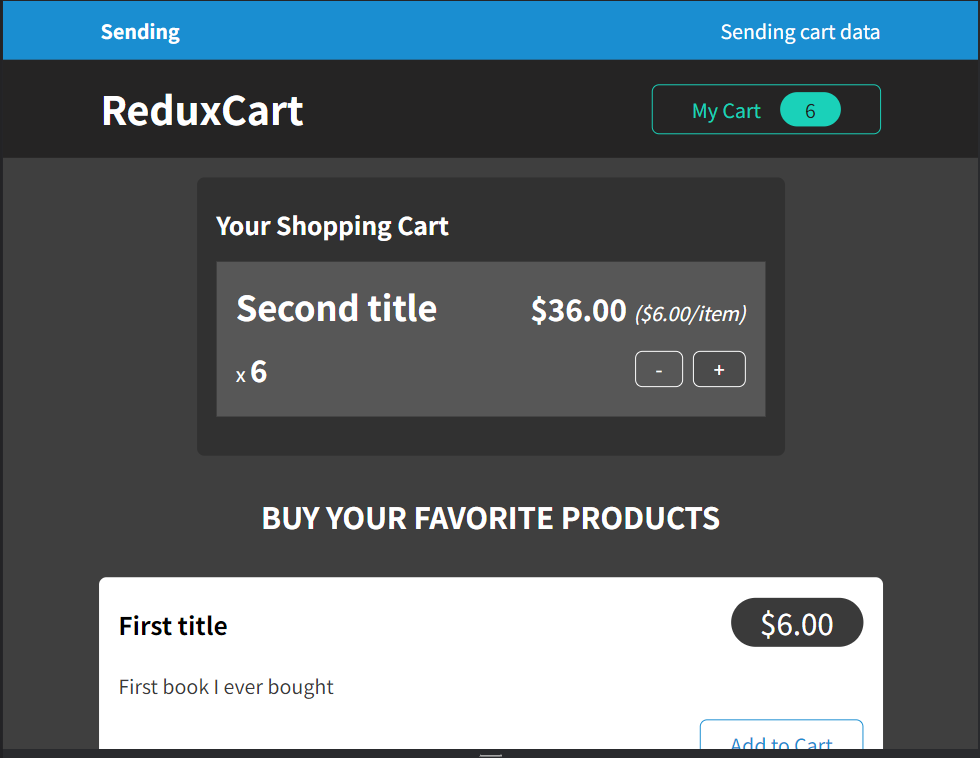 Sending Sending cart data
ReduxCart My Cart 6
Your Shopping Cart
Second title $36.00 ($6.00/item)
x 6 - +
BUY YOUR FAVORITE PRODUCTS
First title $6.00
First book I ever bought
Add to Cart